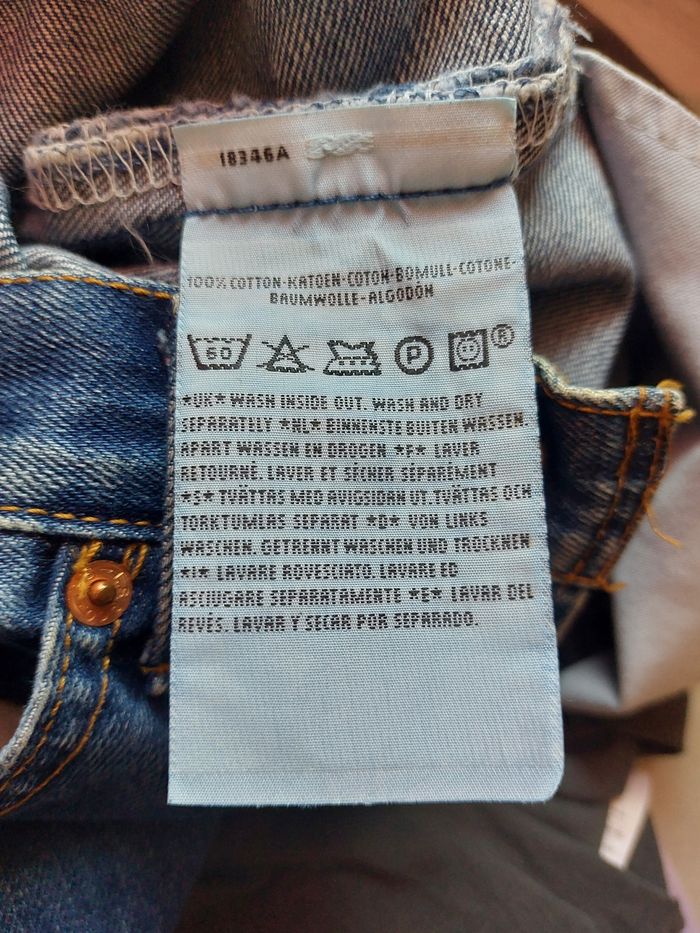 18346A
100% COTTON-KATOEN-COTON-BOMULL-COTONE-
BAUMWOLLE-ALGODÓN
60 P ®
*UK* WASH INSIDE OUT. WASH AND DRY
SEPARATELY *NL* BINNENSTE BUITEN WASSEN.
APART WASSEN EN DROGEN *F* LAVER
RETOURNÉ. LAVER ET SÉCHER SÉPARÉMENT
*S* TVÄTTAS MED AVIGSIDAN UT. TVÄTTAS OCH
TORKTUMLAS SEPARAT *D* VON LINKS
WASCHEN. GETRENNT WASCHEN UND TROCKNEN
*I* LAVARE ROVESCIATO. LAVARE ED
ASCIUGARE SEPARATAMENTE *E* LAVAR DEL
REVÉS. LAVAR Y SECAR POR SEPARADO.